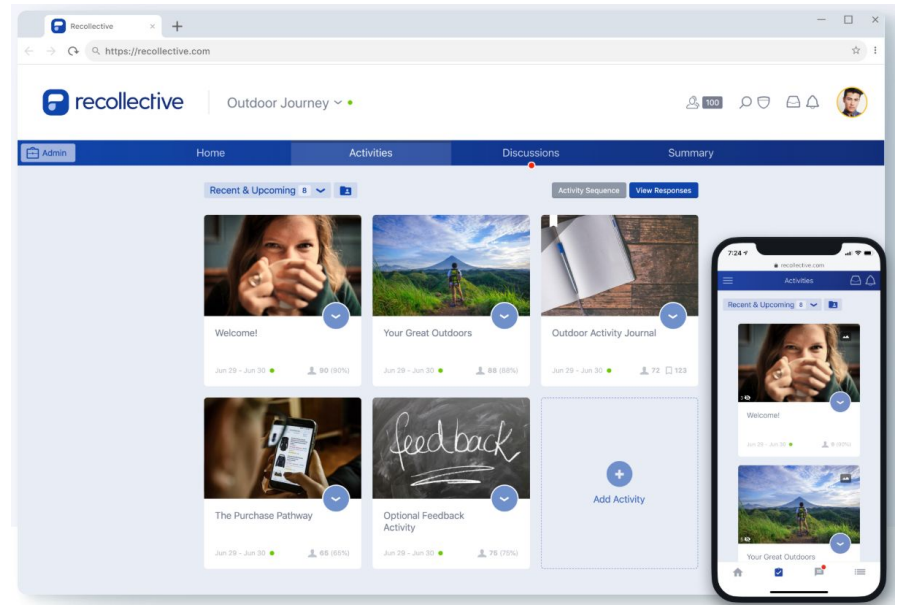 Recollective
https://recollective.com
recollective
Outdoor Journey
100
Admin
Home
Activities
Discussions
Summary
Recent & Upcoming 8
Activity Sequence
View Responses
Welcome!
Your Great Outdoors
Outdoor Activity Journal
Jun 29 - Jun 30
90 (90%)
Jun 29 - Jun 30
88 (88%)
Jun 29 - Jun 30
72
123
feedback
The Purchase Pathway
Optional Feedback
Activity
Add Activity
Jun 29 - Jun 30
Jun 29 - Jun 30
7:24
recollective.com
Activities
Recent & Upcoming 8
Welcome!
Jun 29 - Jun 30
Your Great Outdoors